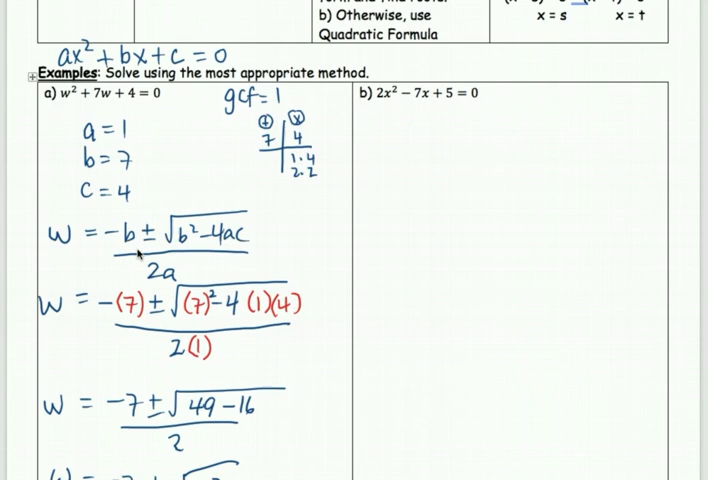 b) Otherwise, use
Quadratic Formula
x = s x = t
ax² + bx + c = 0
Examples: Solve using the most appropriate method.
a) w² + 7w + 4 = 0
gcf = 1
b) 2x² − 7x + 5 = 0
+ x
7 4
1·4
2·2
a = 1
b = 7
c = 4
w = -b ± √b² - 4ac
2a
w = -(7) ± √(7)² - 4 (1)(4)
2(1)
w = -7 ± √49 - 16
2